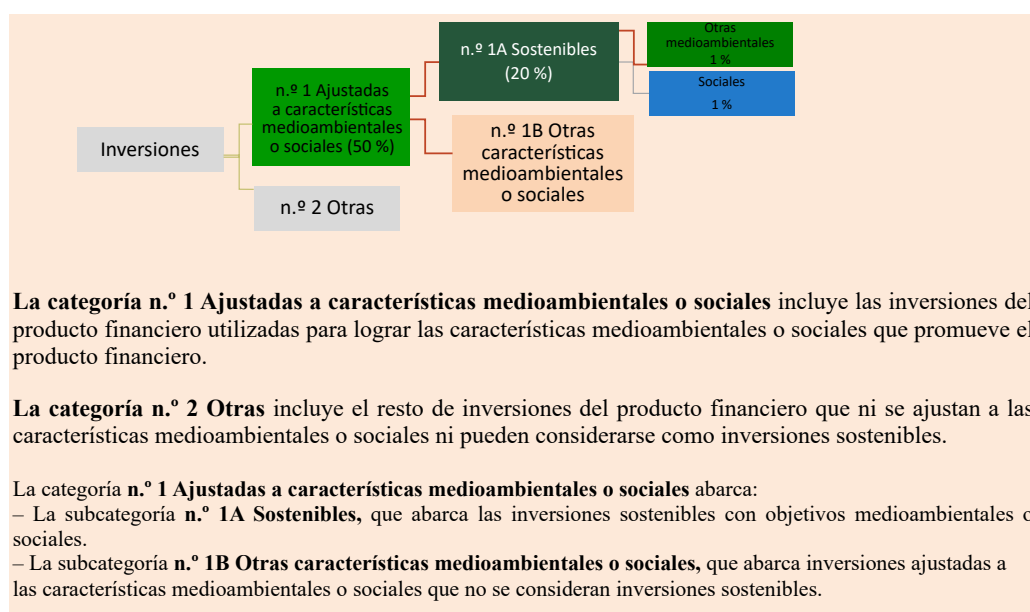 Inversiones
n.º 1 Ajustadas
a características
medioambientales
o sociales (50 %)
n.º 2 Otras
n.º 1A Sostenibles
(20 %)
n.º 1B Otras
características
medioambientales
o sociales
Otras
medioambientales
1 %
Sociales
1 %
La categoría n.º 1 Ajustadas a características medioambientales o sociales incluye las inversiones del
producto financiero utilizadas para lograr las características medioambientales o sociales que promueve el
producto financiero.
La categoría n.º 2 Otras incluye el resto de inversiones del producto financiero que ni se ajustan a las
características medioambientales o sociales ni pueden considerarse como inversiones sostenibles.
La categoría n.º 1 Ajustadas a características medioambientales o sociales abarca:
– La subcategoría n.º 1A Sostenibles, que abarca las inversiones sostenibles con objetivos medioambientales o
sociales.
– La subcategoría n.º 1B Otras características medioambientales o sociales, que abarca inversiones ajustadas a
las características medioambientales o sociales que no se consideran inversiones sostenibles.